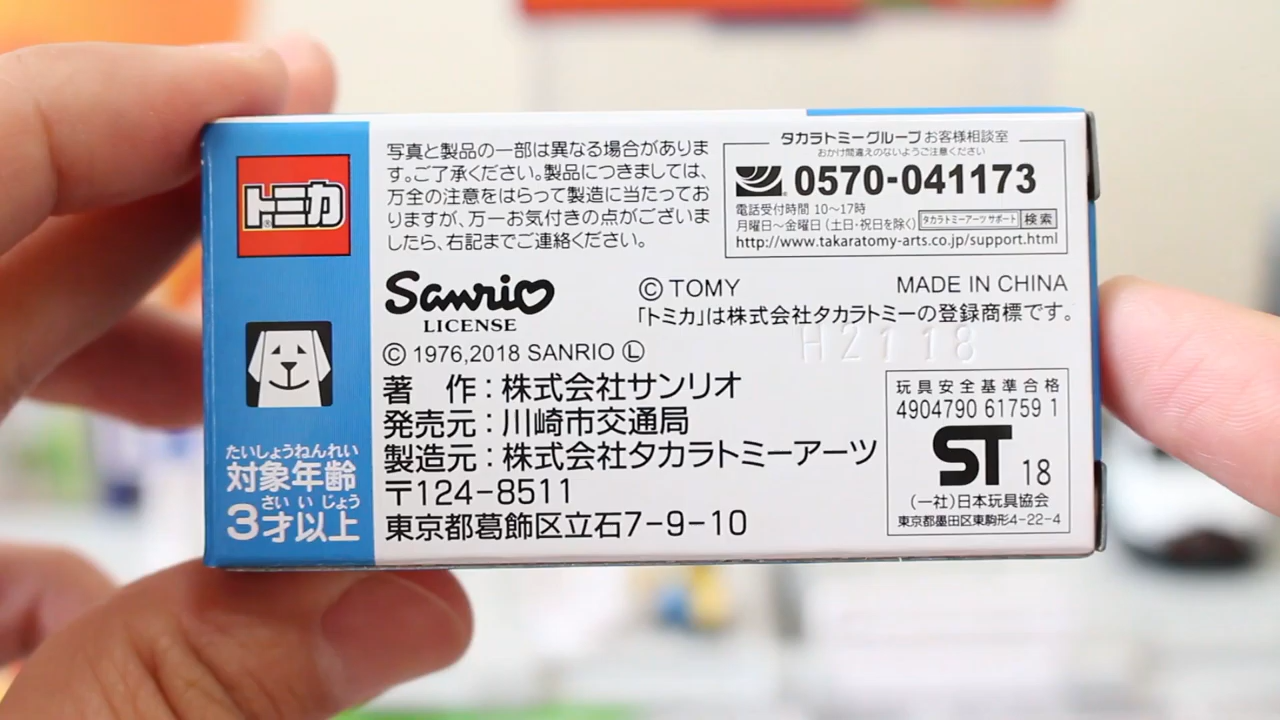 トミカ®
たいしょうねんれい
対象年齢
さいいじょう
3才以上
写真と製品の一部は異なる場合がありま
す。ご了承ください。製品につきましては、
万全の注意をはらって製造に当たってお
りますが、万一お気付きの点がございま
したら、右記までご連絡ください。
タカラトミーグループお客様相談室
おかけ間違えのないようご注意ください
0570-041173
電話受付時間 10〜17時
月曜日〜金曜日(土日・祝日を除く) タカラトミーアーツ サポート 検索
http://www.takaratomy-arts.co.jp/support.html
Sanrio
LICENSE
© TOMY MADE IN CHINA
「トミカ」は株式会社タカラトミーの登録商標です。
H2118
© 1976,2018 SANRIO Ⓛ
著 作:株式会社サンリオ
発売元:川崎市交通局
製造元:株式会社タカラトミーアーツ
〒124-8511
東京都葛飾区立石7-9-10
玩具安全基準合格
4904790 61759 1
ST 18
(一社)日本玩具協会
東京都墨田区東駒形4-22-4